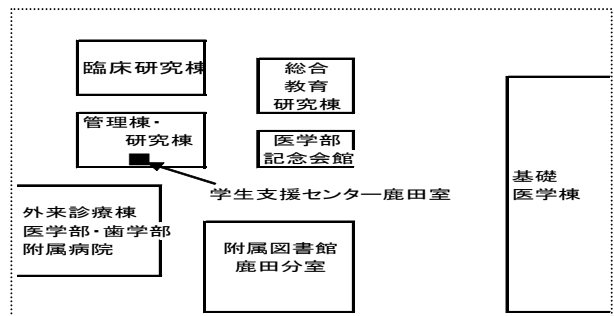 臨床研究棟
総合
教育
研究棟
管理棟・
研究棟
医学部
記念会館
学生支援センター鹿田室
基礎
医学棟
外来診療棟
医学部・歯学部
附属病院
附属図書館
鹿田分室